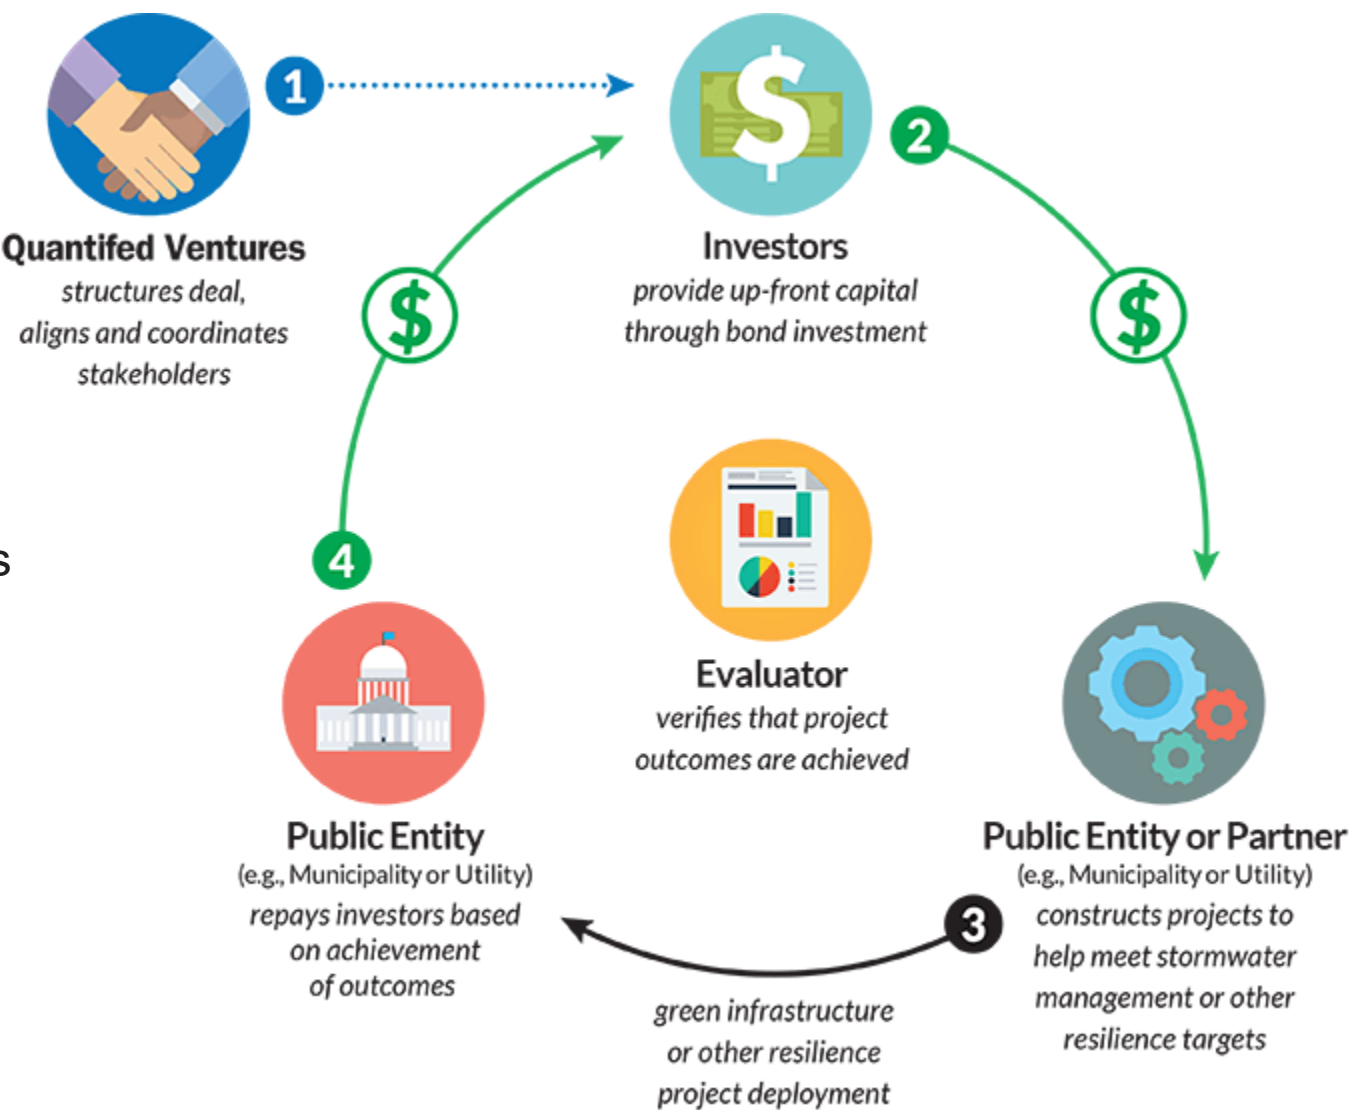 1
2
Quantifed Ventures
structures deal,
aligns and coordinates
stakeholders
$
Investors
provide up-front capital
through bond investment
$
$
s
4
Evaluator
verifies that project
outcomes are achieved
Public Entity
(e.g., Municipality or Utility)
repays investors based
on achievement
of outcomes
Public Entity or Partner
(e.g., Municipality or Utility)
constructs projects to
help meet stormwater
management or other
resilience targets
3
green infrastructure
or other resilience
project deployment